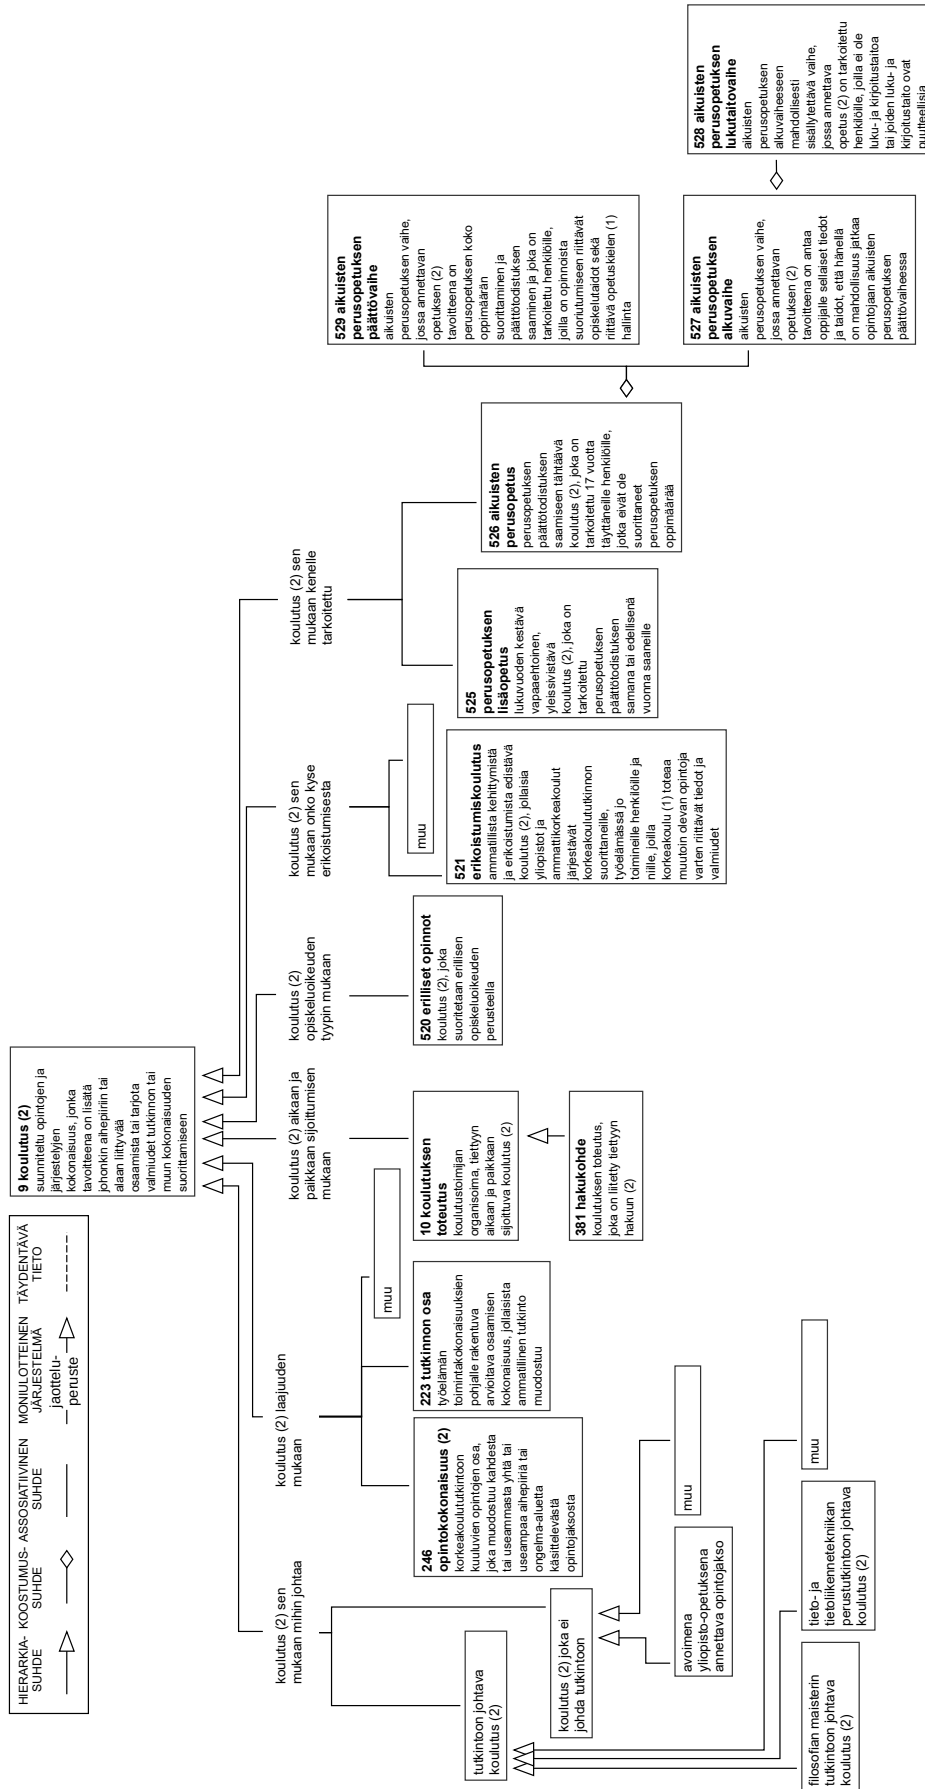 HIERARKIA-
SUHDE
KOOSTUMUS-
SUHDE
ASSOSIATIIVINEN
SUHDE
MONIULOTTEINEN
JÄRJESTELMÄ
jaottelu-
peruste
TÄYDENTÄVÄ
TIETO
9 koulutus (2)
suunniteltu opintojen ja
järjestelyjen
kokonaisuus, jonka
tavoitteena on lisätä
johonkin aihepiiriin tai
alaan liittyvää
osaamista tai tarjota
valmiudet tutkinnon tai
muun kokonaisuuden
suorittamiseen
koulutus (2) sen
mukaan mihin johtaa
koulutus (2) laajuuden
mukaan
koulutus (2) aikaan ja
paikkaan sijoittumisen
mukaan
koulutus (2)
opiskeluoikeuden
tyypin mukaan
koulutus (2) sen
mukaan onko kyse
erikoistumisesta
koulutus (2) sen
mukaan kenelle
tarkoitettu
tutkintoon johtava
koulutus (2)
koulutus (2) joka ei
johda tutkintoon
filosofian maisterin
tutkintoon johtava
koulutus (2)
tieto- ja
tietoliikennetekniikan
perustutkintoon johtava
koulutus (2)
muu
avoimena
yliopisto-opetuksena
annettava opintojakso
muu
246
opintokokonaisuus (2)
korkeakoulututkintoon
kuuluvien opintojen osa,
joka muodostuu kahdesta
tai useammasta yhtä tai
useampaa aihepiiriä tai
ongelma-aluetta
käsittelevästä
opintojaksosta
223 tutkinnon osa
työelämän
toimintakokonaisuuksien
pohjalle rakentuva
arvioitava osaamisen
kokonaisuus, jollaisista
ammatillinen tutkinto
muodostuu
muu
10 koulutuksen
toteutus
koulutustoimijan
organisoima, tiettyyn
aikaan ja paikkaan
sijoittuva koulutus (2)
381 hakukohde
koulutuksen toteutus,
joka on liitetty tiettyyn
hakuun (2)
520 erilliset opinnot
koulutus (2), joka
suoritetaan erillisen
opiskeluoikeuden
perusteella
521
erikoistumiskoulutus
ammatillista kehittymistä
ja erikoistumista edistävä
koulutus (2), jollaisia
yliopistot ja
ammattikorkeakoulut
järjestävät
korkeakoulututkinnon
suorittaneille,
työelämässä jo
toimineille henkilöille ja
niille, joilla
korkeakoulu (1) toteaa
muutoin olevan opintoja
varten riittävät tiedot ja
valmiudet
muu
525
perusopetuksen
lisäopetus
lukuvuoden kestävä
vapaaehtoinen,
yleissivistävä
koulutus (2), joka on
tarkoitettu
perusopetuksen
päättötodistuksen
samana tai edellisenä
vuonna saaneille
526 aikuisten
perusopetus
perusopetuksen
päättötodistuksen
saamiseen tähtäävä
koulutus (2), joka on
tarkoitettu 17 vuotta
täyttäneille henkilöille,
jotka eivät ole
suorittaneet
perusopetuksen
oppimäärää
529 aikuisten
perusopetuksen
päättövaihe
aikuisten
perusopetuksen vaihe,
jossa annettavan
opetuksen (2)
tavoitteena on
perusopetuksen koko
oppimäärän
suorittaminen ja
päättötodistuksen
saaminen ja joka on
tarkoitettu henkilöille,
joilla on opinnoista
suoriutumiseen riittävät
opiskelutaidot sekä
riittävä opetuskielen (1)
hallinta
527 aikuisten
perusopetuksen
alkuvaihe
aikuisten
perusopetuksen vaihe,
jossa annettavan
opetuksen (2)
tavoitteena on antaa
oppijalle sellaiset tiedot
ja taidot, että hänellä
on mahdollisuus jatkaa
opintojaan aikuisten
perusopetuksen
päättövaiheessa
528 aikuisten
perusopetuksen
lukutaitovaihe
aikuisten
perusopetuksen
alkuvaiheeseen
mahdollisesti
sisällytettävä vaihe,
jossa annettava
opetus (2) on tarkoitettu
henkilöille, joilla ei ole
luku- ja kirjoitustaitoa
tai joiden luku- ja
kirjoitustaito ovat
puutteellisia